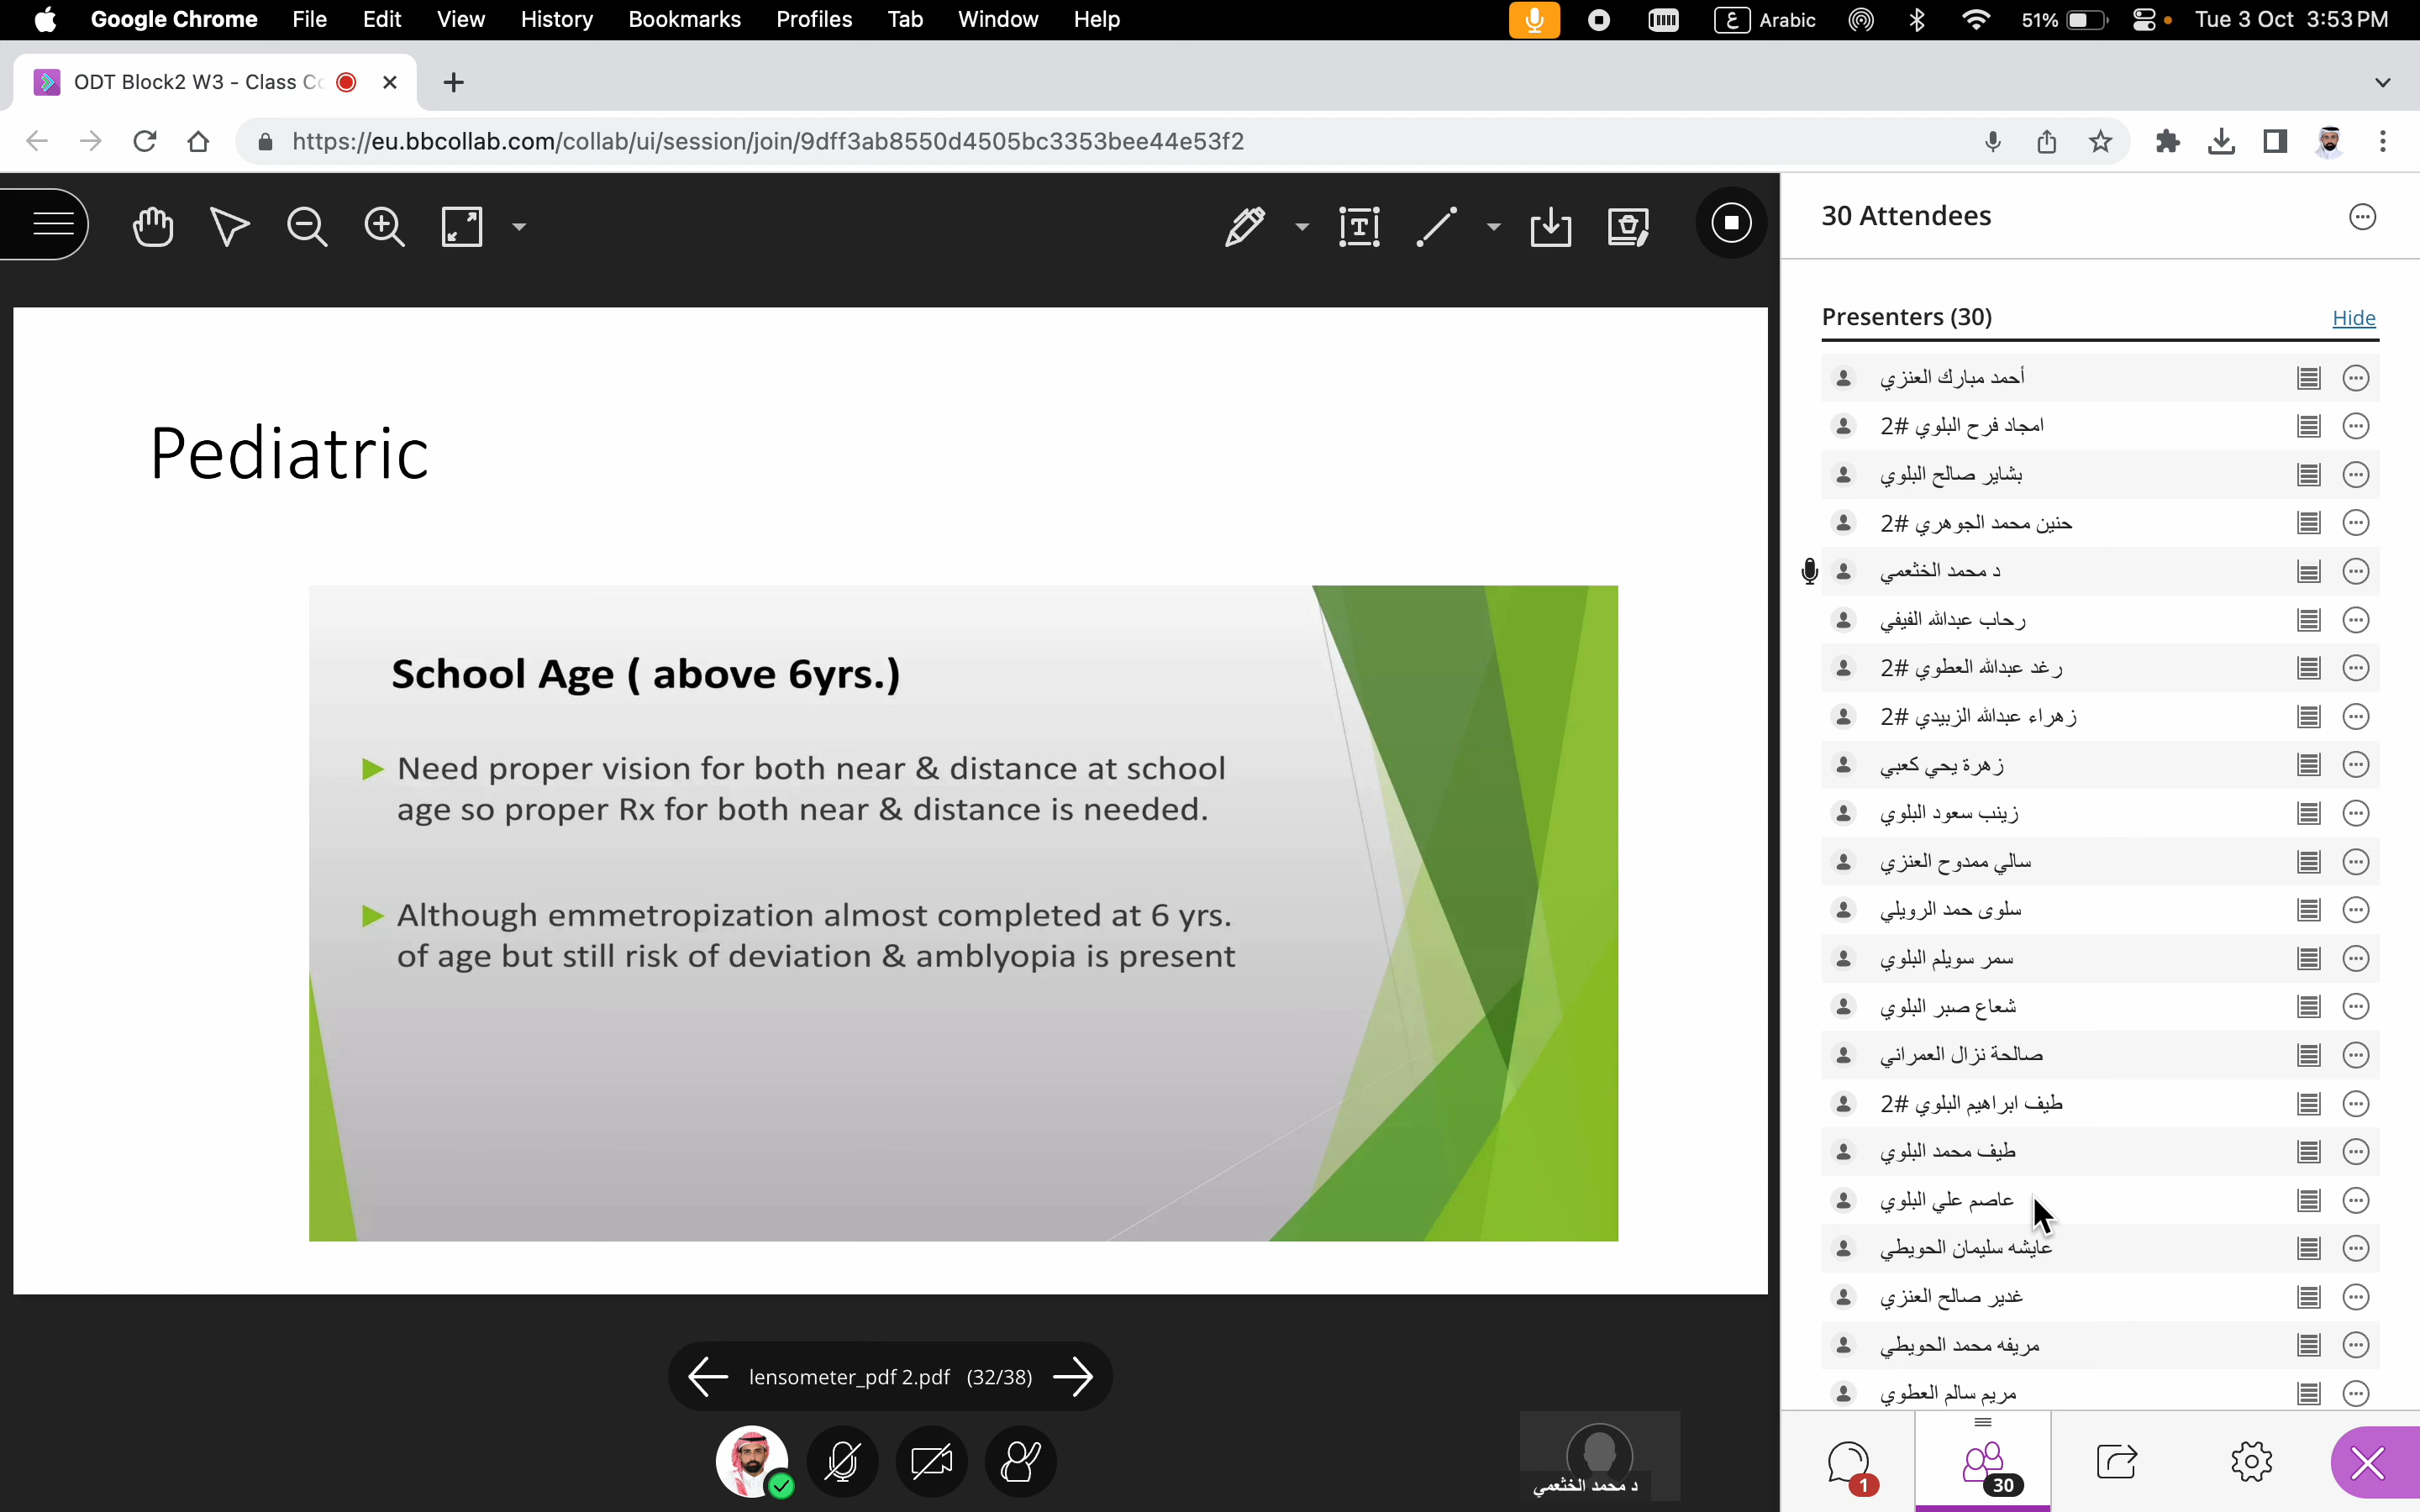 Google Chrome File Edit View History Bookmarks Profiles Tab Window Help ع Arabic 51% Tue 3 Oct 3:53 PM
ODT Block2 W3 - Class Co
https://eu.bbcollab.com/collab/ui/session/join/9dff3ab8550d4505bc3353bee44e53f2
30 Attendees
Presenters (30) Hide
Pediatric
School Age ( above 6yrs.)
Need proper vision for both near & distance at school
age so proper Rx for both near & distance is needed.
Although emmetropization almost completed at 6 yrs.
of age but still risk of deviation & amblyopia is present
lensometer_pdf 2.pdf (32/38)
د محمد الخثعمي
أحمد مبارك العنزي
امجاد فرح البلوي #2
بشاير صالح البلوي
حنين محمد الجوهري #2
د محمد الخثعمي
رحاب عبدالله الفيفي
رغد عبدالله العطوي #2
زهراء عبدالله الزبيدي #2
زهرة يحي كعبي
زينب سعود البلوي
سالي ممدوح العنزي
سلوى حمد الرويلي
سمر سويلم البلوي
شعاع صبر البلوي
صالحة نزال العمراني
طيف ابراهيم البلوي #2
طيف محمد البلوي
عاصم علي البلوي
عايشه سليمان الحويطي
غدير صالح العنزي
مريفه محمد الحويطي
مريم سالم العطوي
1
30